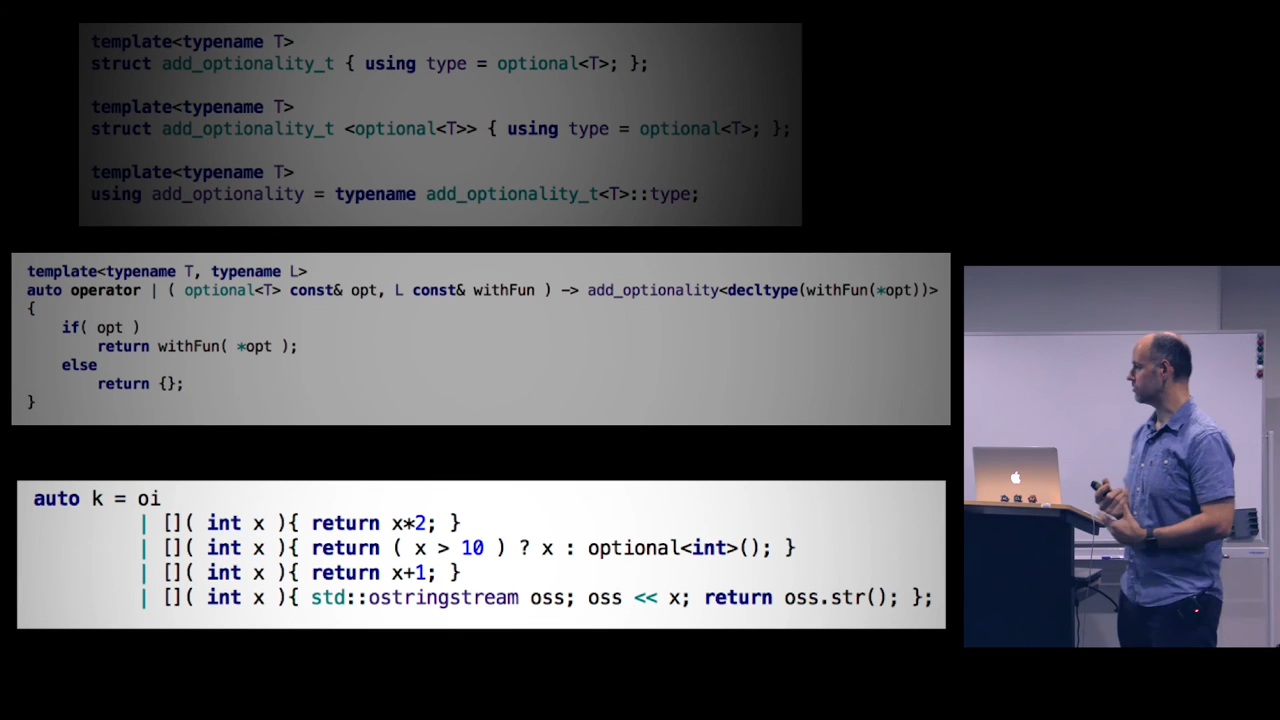 template<typename T>
struct add_optionality_t { using type = optional<T>; };
template<typename T>
struct add_optionality_t <optional<T>> { using type = optional<T>; };
template<typename T>
using add_optionality = typename add_optionality_t<T>::type;
template<typename T, typename L>
auto operator | ( optional<T> const& opt, L const& withFun ) -> add_optionality<decltype(withFun(*opt))>
{
if( opt )
return withFun( *opt );
else
return {};
}
auto k = oi
| []( int x ){ return x*2; }
| []( int x ){ return ( x > 10 ) ? x : optional<int>(); }
| []( int x ){ return x+1; }
| []( int x ){ std::ostringstream oss; oss << x; return oss.str(); };